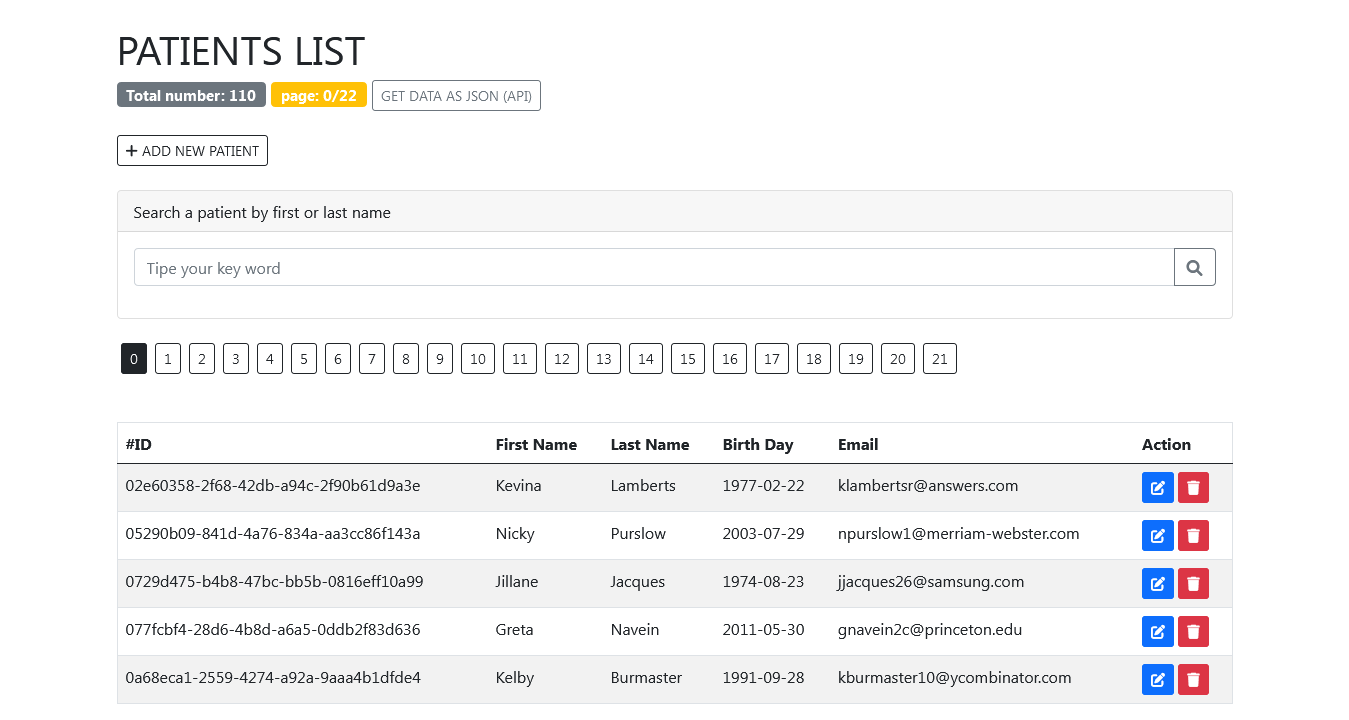 PATIENTS LIST
Total number: 110 page: 0/22 GET DATA AS JSON (API)
+ ADD NEW PATIENT
Search a patient by first or last name
Tipe your key word
0 1 2 3 4 5 6 7 8 9 10 11 12 13 14 15 16 17 18 19 20 21
#ID First Name Last Name Birth Day Email Action
02e60358-2f68-42db-a94c-2f90b61d9a3e Kevina Lamberts 1977-02-22 klambertsr@answers.com
05290b09-841d-4a76-834a-aa3cc86f143a Nicky Purslow 2003-07-29 npurslow1@merriam-webster.com
0729d475-b4b8-47bc-bb5b-0816eff10a99 Jillane Jacques 1974-08-23 jjacques26@samsung.com
077fcbf4-28d6-4b8d-a6a5-0ddb2f83d636 Greta Navein 2011-05-30 gnavein2c@princeton.edu
0a68eca1-2559-4274-a92a-9aaa4b1dfde4 Kelby Burmaster 1991-09-28 kburmaster10@ycombinator.com